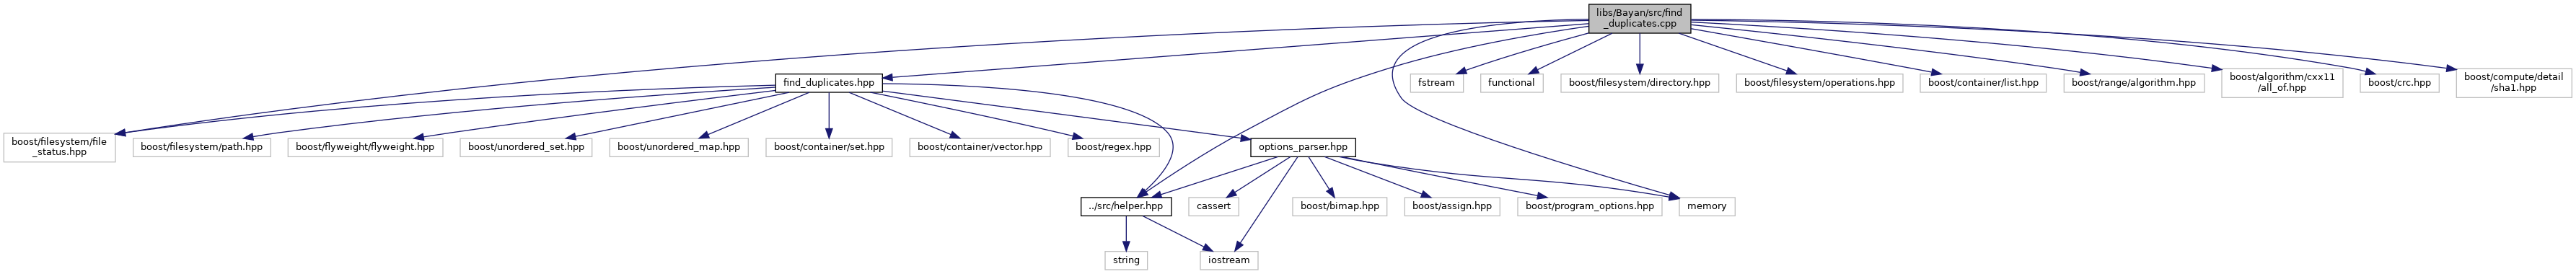 libs/Bayan/src/find
_duplicates.cpp
find_duplicates.hpp
fstream
functional
boost/filesystem/directory.hpp
boost/filesystem/operations.hpp
boost/container/list.hpp
boost/range/algorithm.hpp
boost/algorithm/cxx11
/all_of.hpp
boost/crc.hpp
boost/compute/detail
/sha1.hpp
boost/filesystem/file
_status.hpp
boost/filesystem/path.hpp
boost/flyweight/flyweight.hpp
boost/unordered_set.hpp
boost/unordered_map.hpp
boost/container/set.hpp
boost/container/vector.hpp
boost/regex.hpp
options_parser.hpp
../src/helper.hpp
cassert
boost/bimap.hpp
boost/assign.hpp
boost/program_options.hpp
memory
string
iostream